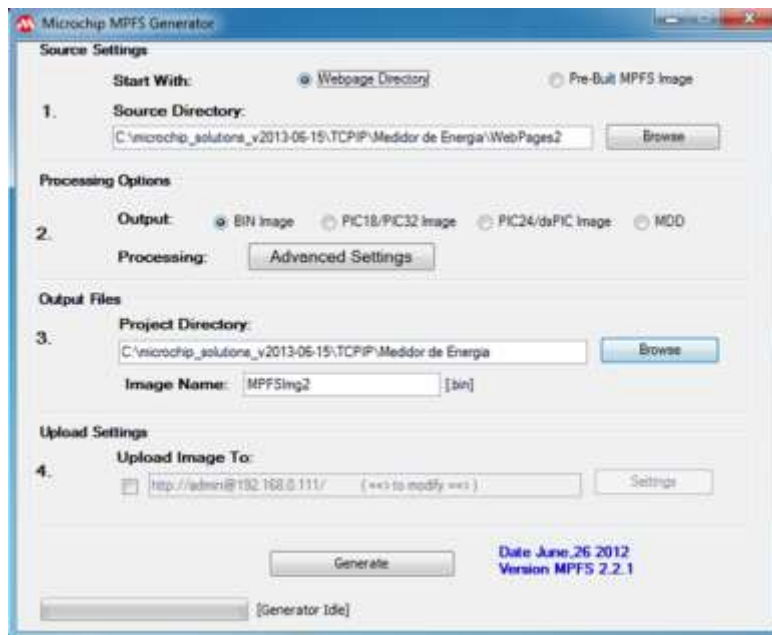 Microchip MPFS Generator
Source Settings
Start With: Webpage Directory Pre-Built MPFS Image
1. Source Directory:
C:\microchip_solutions_v2013-06-15\TCPIP\Medidor de Energia\WebPages2 Browse
Processing Options
2. Output: BIN Image PIC18/PIC32 Image PIC24/dsPIC Image MDD
Processing: Advanced Settings
Output Files
3. Project Directory:
C:\microchip_solutions_v2013-06-15\TCPIP\Medidor de Energia Browse
Image Name: MPFSImg2 [.bin]
Upload Settings
4. Upload Image To:
http://admin@192.168.0.111/ ( ==> to modify ==> ) Settings
Generate
Date June,26 2012
Version MPFS 2.2.1
[Generator Idle]